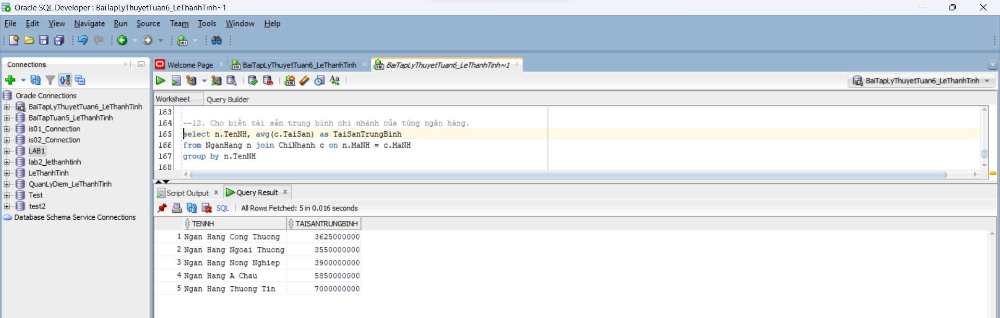 Oracle SQL Developer : BaiTapLyThuyetTuan6_LeThanhTinh~1
File Edit View Navigate Run Source Team Tools Window Help
Connections
Oracle Connections
BaiTapLyThuyetTuan6_LeThanhTinh
BaiTapTuan5_LeThanhTinh
is01_Connection
is02_Connection
LAB1
lab2_lethanhtinh
LeThanhTinh
QuanLyDiem_LeThanhTinh
Test
test2
Database Schema Service Connections
Welcome Page BaiTapLyThuyetTuan6_LeThanhTinh BaiTapLyThuyetTuan6_LeThanhTinh~1
BaiTapLyThuyetTuan6_LeThanhTinh
Worksheet Query Builder
163
164 --12. Cho biết tài sản trung bình chi nhánh của từng ngân hàng.
165 select n.TenNH, avg(c.TaiSan) as TaiSanTrungBinh
166 from NganHang n join ChiNhanh c on n.MaNH = c.MaNH
167 group by n.TenNH
168
Script Output x Query Result x
SQL | All Rows Fetched: 5 in 0.016 seconds
TENNH TAISANTRUNGBINH
1 Ngan Hang Cong Thuong 3625000000
2 Ngan Hang Ngoai Thuong 3550000000
3 Ngan Hang Nong Nghiep 3900000000
4 Ngan Hang A Chau 5850000000
5 Ngan Hang Thuong Tin 7000000000